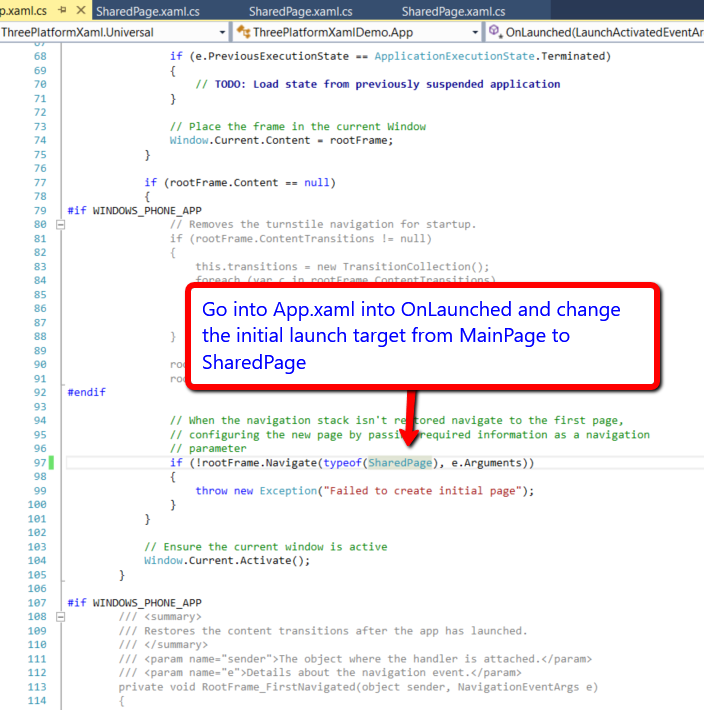 p.xaml.cs SharedPage.xaml.cs SharedPage.xaml.cs SharedPage.xaml.cs
ThreePlatformXaml.Universal ThreePlatformXamlDemo.App OnLaunched(LaunchActivatedEventAr
68 if (e.PreviousExecutionState == ApplicationExecutionState.Terminated)
69 {
70 // TODO: Load state from previously suspended application
71 }
72
73 // Place the frame in the current Window
74 Window.Current.Content = rootFrame;
75 }
76
77 if (rootFrame.Content == null)
78 {
79 #if WINDOWS_PHONE_APP
80 // Removes the turnstile navigation for startup.
81 if (rootFrame.ContentTransitions != null)
82 {
83 this.transitions = new TransitionCollection();
84 foreach (var c in rootFrame.ContentTransitions)
85
86
87
88 }
89
90
91
Go into App.xaml into OnLaunched and change
the initial launch target from MainPage to
SharedPage
92 #endif
93
94 // When the navigation stack isn't restored navigate to the first page,
95 // configuring the new page by passing required information as a navigation
96 // parameter
97 if (!rootFrame.Navigate(typeof(SharedPage), e.Arguments))
98 {
99 throw new Exception("Failed to create initial page");
100 }
101 }
102
103 // Ensure the current window is active
104 Window.Current.Activate();
105 }
106
107 #if WINDOWS_PHONE_APP
108 /// <summary>
109 /// Restores the content transitions after the app has launched.
110 /// </summary>
111 /// <param name="sender">The object where the handler is attached.</param>
112 /// <param name="e">Details about the navigation event.</param>
113 private void RootFrame_FirstNavigated(object sender, NavigationEventArgs e)
114 {